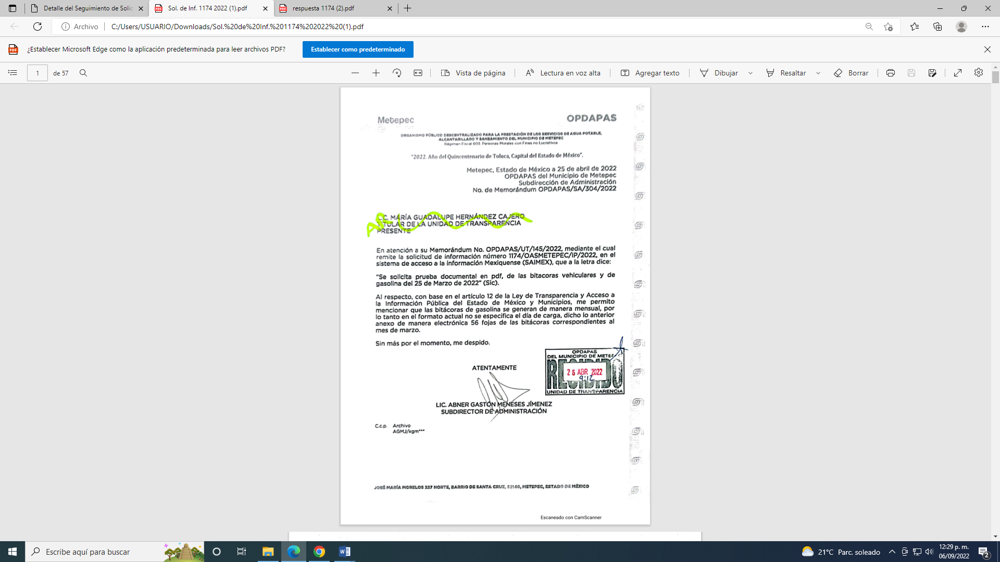 Detalle del Seguimiento de Solic
Sol. de Inf. 1174 2022 (1).pdf
respuesta 1174 (2).pdf
Archivo
C:/Users/USUARIO/Downloads/Sol.%20de%20Inf.%201174%202022%20(1).pdf
¿Establecer Microsoft Edge como la aplicación predeterminada para leer archivos PDF?
Establecer como predeterminado
1 de 57
Vista de página
Lectura en voz alta
Agregar texto
Dibujar
Resaltar
Borrar
Metepec
OPDAPAS
ORGANISMO PÚBLICO DESCENTRALIZADO PARA LA PRESTACIÓN DE LOS SERVICIOS DE AGUA POTABLE,
ALCANTARILLADO Y SANEAMIENTO DEL MUNICIPIO DE METEPEC
Régimen Fiscal 603: Personas Morales con Fines no Lucrativos
"2022. Año del Quincentenario de Toluca, Capital del Estado de México".
Metepec, Estado de México a 25 de abril de 2022
OPDAPAS del Municipio de Metepec
Subdirección de Administración
No. de Memorándum OPDAPAS/SA/304/2022
MARÍA GUADALUPE HERNÁNDEZ CAJERO
TITULAR DE LA UNIDAD DE TRANSPARENCIA
PRESENTE
En atención a su Memorándum No. OPDAPAS/UT/145/2022, mediante el cual
remite la solicitud de información número 1174/OASMETEPEC/IP/2022, en el
sistema de acceso a la información Mexiquense (SAIMEX), que a la letra dice:
"Se solicita prueba documental en pdf, de las bitacoras vehiculares y de
gasolina del 25 de Marzo de 2022" (Sic).
Al respecto, con base en el artículo 12 de la Ley de Transparencia y Acceso a
la Información Pública del Estado de México y Municipios, me permito
mencionar que las bitácoras de gasolina se generan de manera mensual, por
lo tanto en el formato actual no se especifica el día de carga, dicho lo anterior
anexo de manera electrónica 56 fojas de las bitácoras correspondientes al
mes de marzo.
Sin más por el momento, me despido.
OPDAPAS
DEL MUNICIPIO DE METEP
RECIBIDO
26 ABR 2022
9:12
UNIDAD DE TRANSPARENCIA
ATENTAMENTE
LIC. ABNER GASTÓN MENESES JÍMENEZ
SUBDIRECTOR DE ADMINISTRACIÓN
C.c.p. Archivo
AGMJ/kgm***
JOSÉ MARÍA MORELOS 227 NORTE, BARRIO DE SANTA CRUZ, 52140, METEPEC, ESTADO DE MÉXICO
Escaneado con CamScanner
Escribe aquí para buscar
21°C Parc. soleado
12:29 p. m.
06/09/2022
2